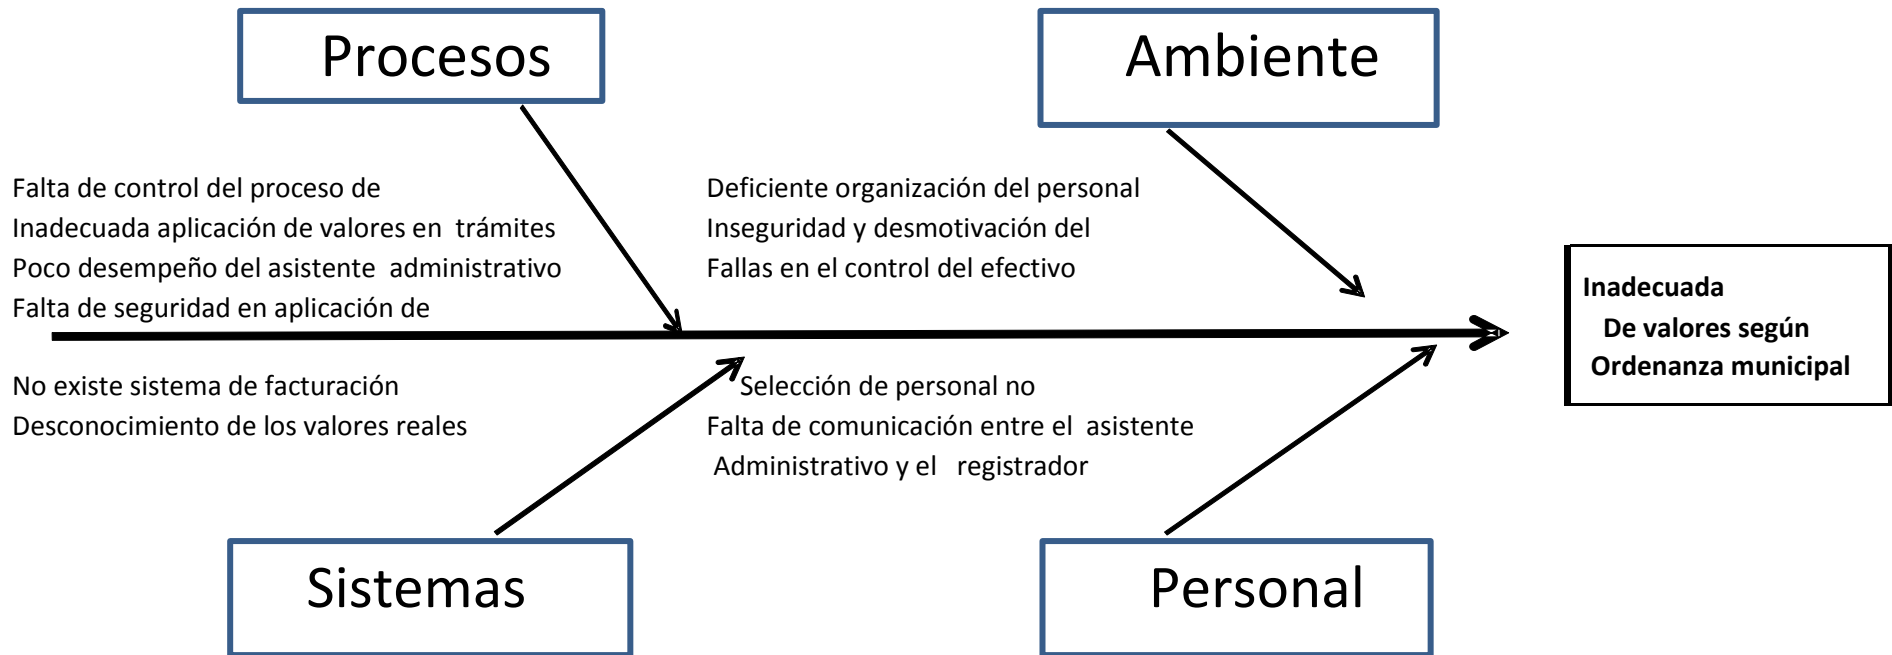 Procesos
Ambiente
Falta de control del proceso de
Inadecuada aplicación de valores en trámites
Poco desempeño del asistente administrativo
Falta de seguridad en aplicación de
Deficiente organización del personal
Inseguridad y desmotivación del
Fallas en el control del efectivo
Inadecuada
De valores según
Ordenanza municipal
No existe sistema de facturación
Desconocimiento de los valores reales
Selección de personal no
Falta de comunicación entre el asistente
Administrativo y el registrador
Sistemas
Personal